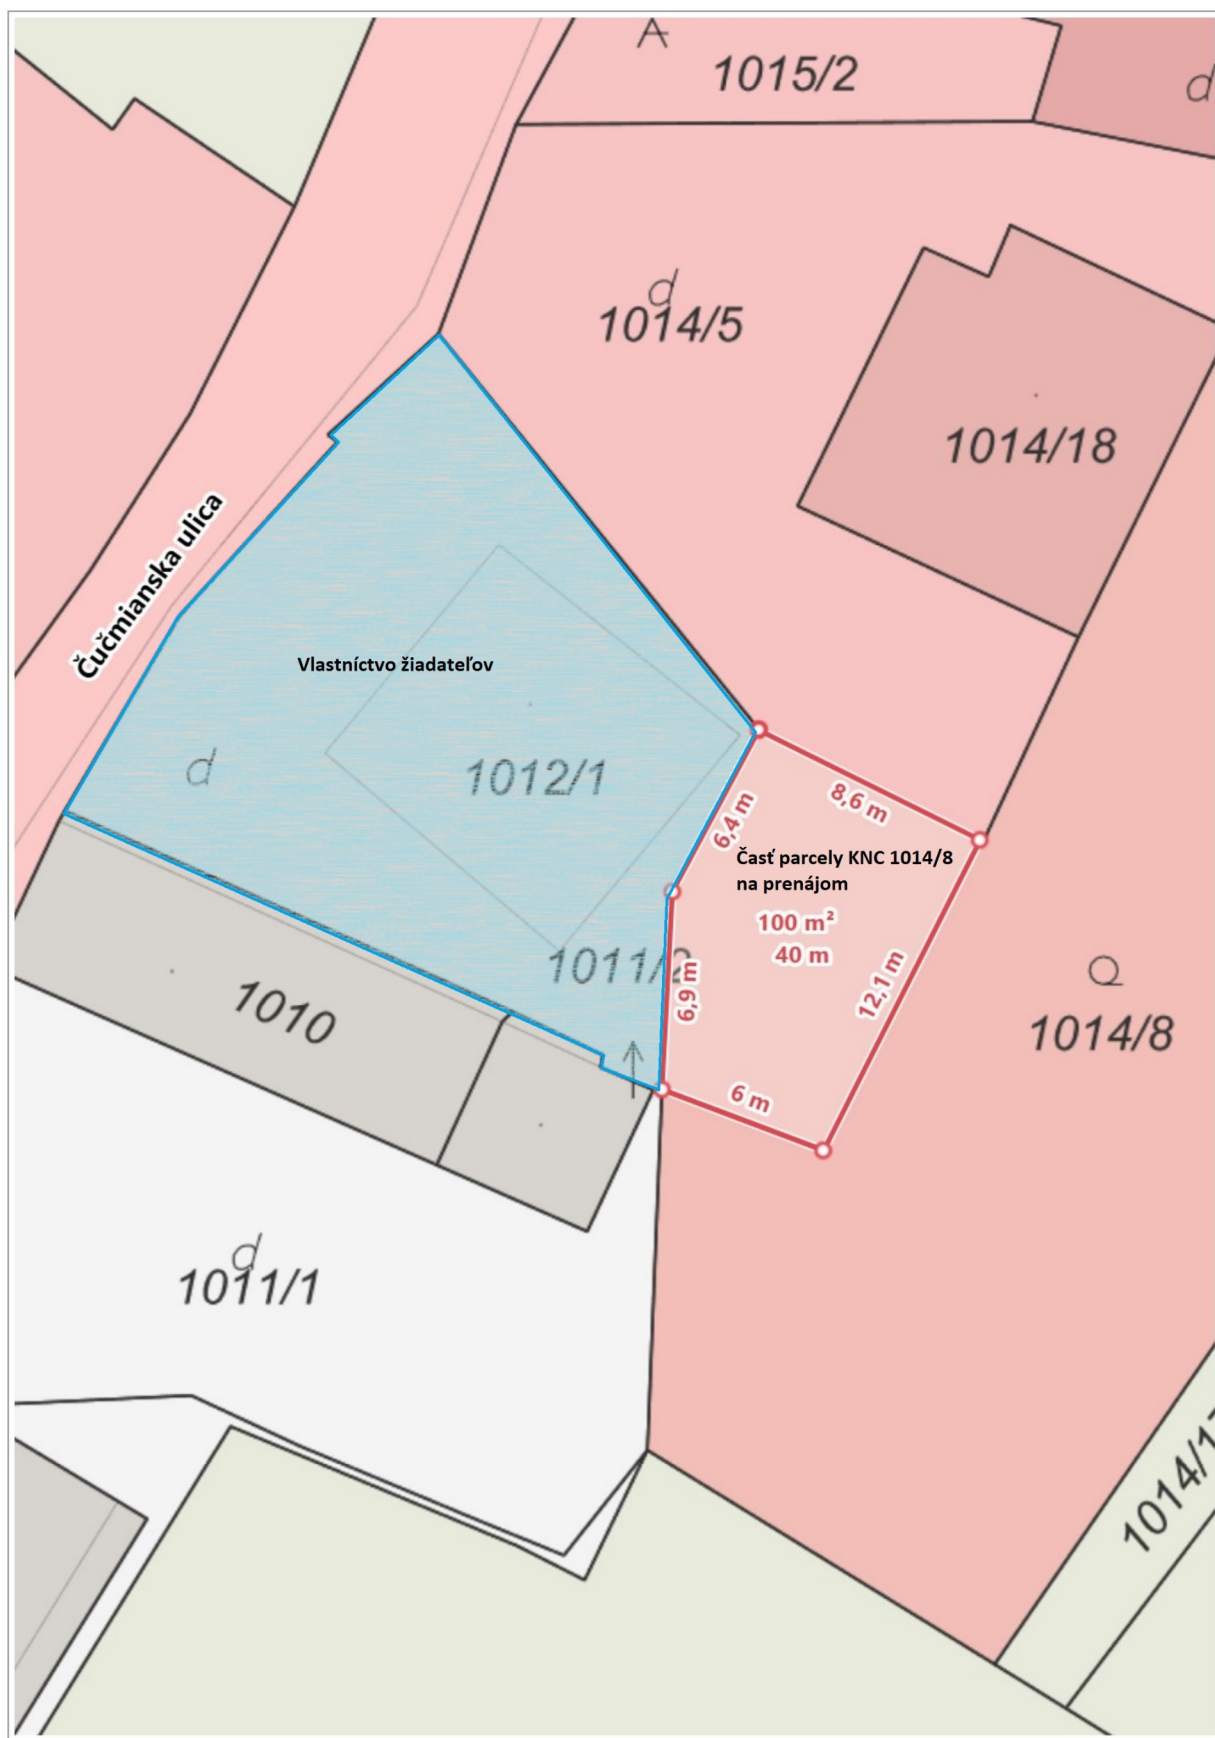 A
1015/2
d
d
1014/5
1014/18
Čučmianska ulica
Vlastníctvo žiadateľov
d
1012/1
8,6 m
6,4 m
Časť parcely KNC 1014/8
na prenájom
100 m²
40 m
1011/2
6,9 m
12,1 m
Q
1014/8
1010
6 m
d
1011/1